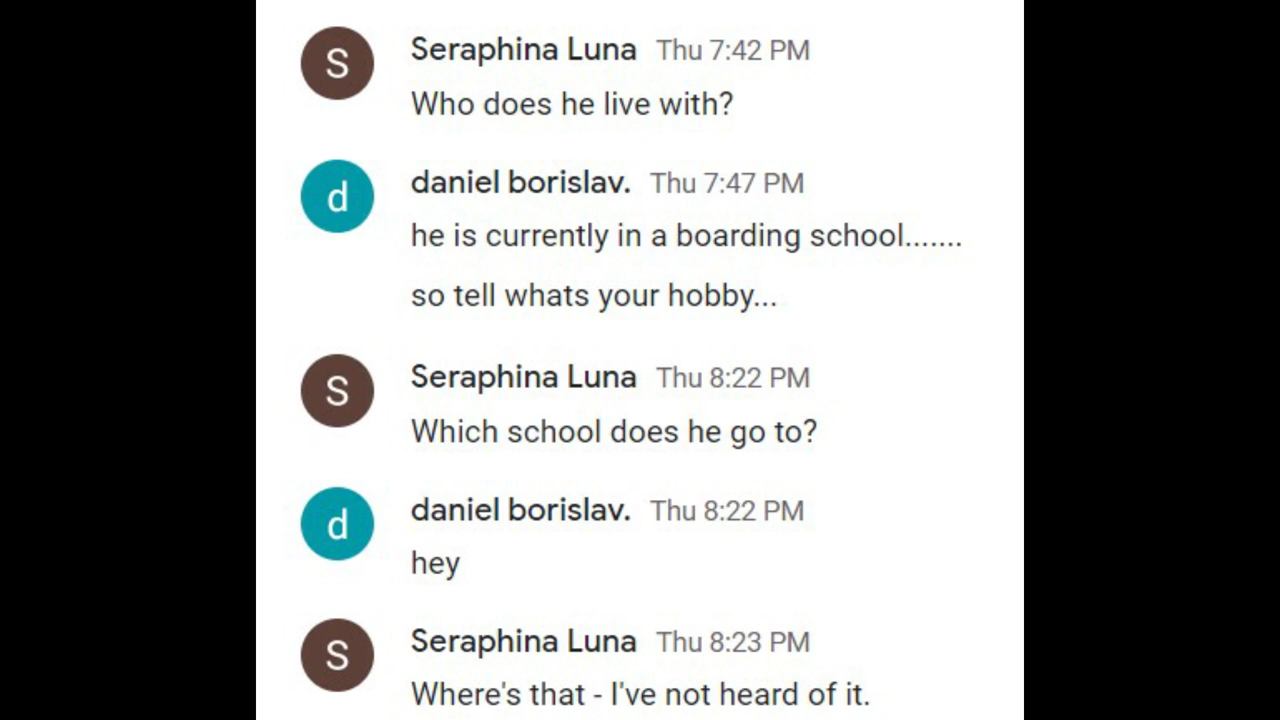 S
Seraphina Luna Thu 7:42 PM
Who does he live with?
d
daniel borislav. Thu 7:47 PM
he is currently in a boarding school.......
so tell whats your hobby...
S
Seraphina Luna Thu 8:22 PM
Which school does he go to?
d
daniel borislav. Thu 8:22 PM
hey
S
Seraphina Luna Thu 8:23 PM
Where's that - I've not heard of it.